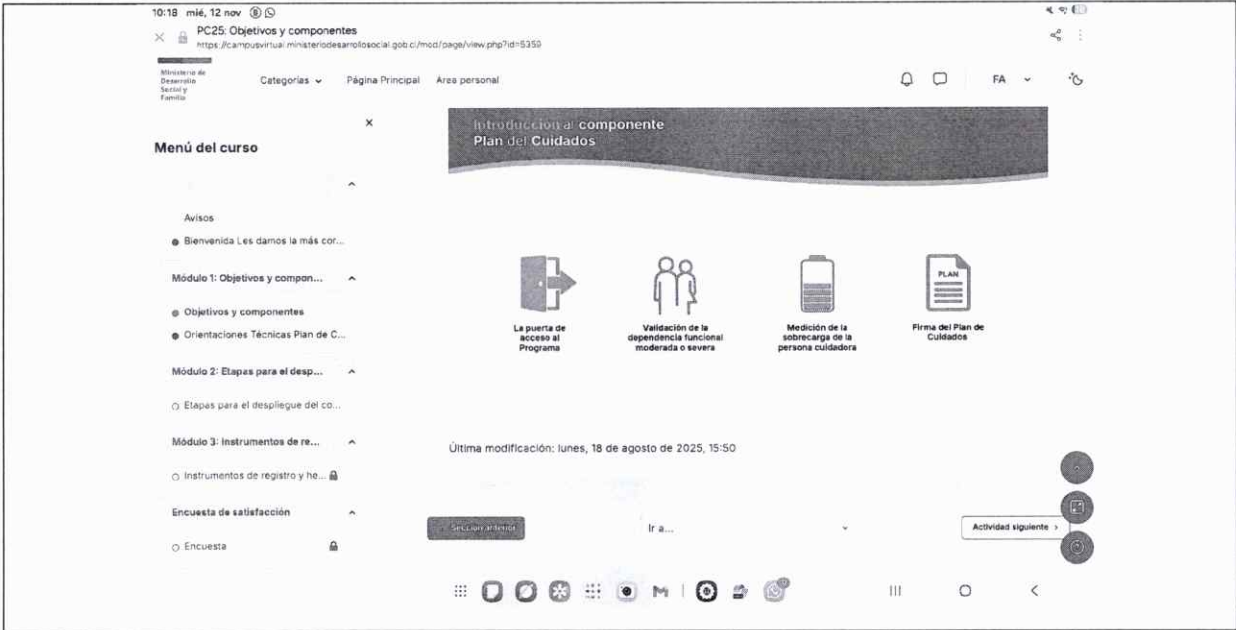 10:18 mié, 12 nov
PC25: Objetivos y componentes
https://campusvirtual.ministeriodesarrollosocial.gob.cl/mod/page/view.php?id=5359
Ministerio de
Desarrollo
Social y
Familia
Categorías
Página Principal
Area personal
FA
Introducción al componente
Plan del Cuidados
Menú del curso
Avisos
Bienvenida Les damos la más cor...
Módulo 1: Objetivos y compon...
Objetivos y componentes
Orientaciones Técnicas Plan de C...
Módulo 2: Etapas para el desp...
Etapas para el despliegue del co...
Módulo 3: Instrumentos de re...
Instrumentos de registro y he...
Encuesta de satisfacción
Encuesta
La puerta de
acceso al
Programa
Validación de la
dependencia funcional
moderada o severa
Medición de la
sobrecarga de la
persona cuidadora
PLAN
Firma del Plan de
Cuidados
Última modificación: lunes, 18 de agosto de 2025, 15:50
Sección anterior
Ir a...
Actividad siguiente